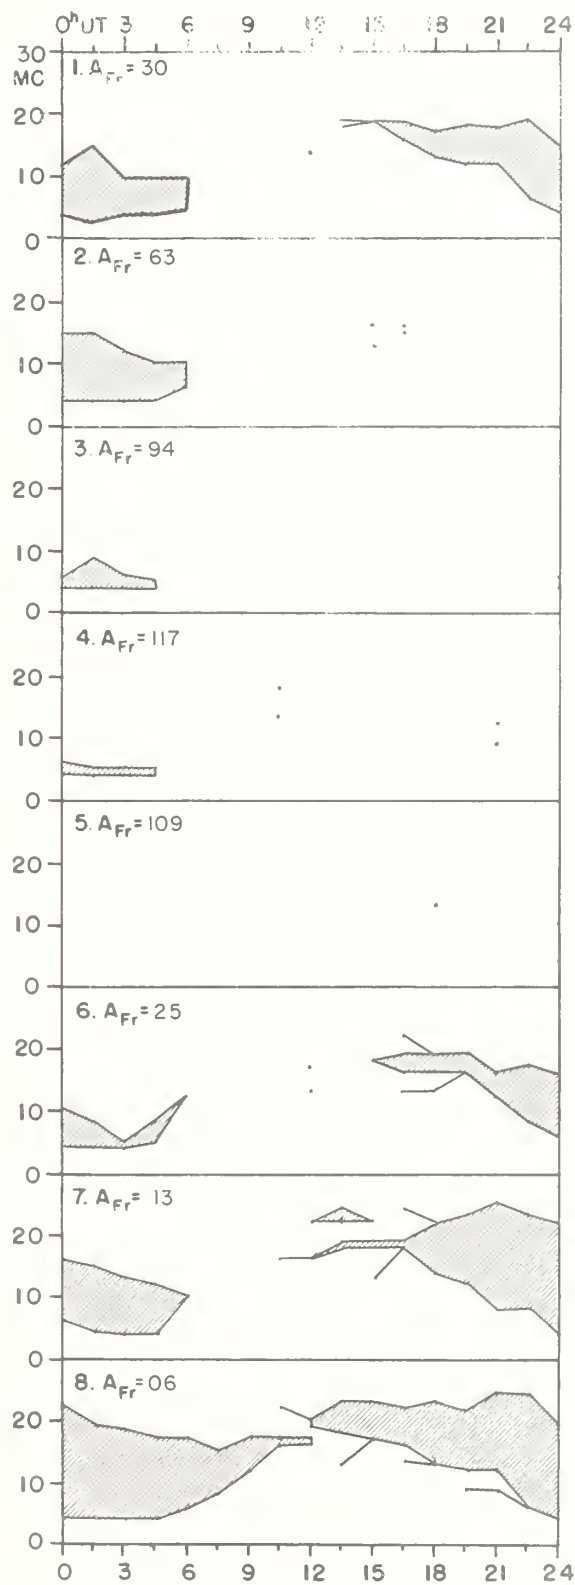 0ʰUT 3 6 9 12 15 18 21 24
30
MC
1. A_Fr = 30
20
10
0
2. A_Fr = 63
20
10
0
3. A_Fr = 94
20
10
0
4. A_Fr = 117
20
10
0
5. A_Fr = 109
20
10
0
6. A_Fr = 25
20
10
0
7. A_Fr = 13
20
10
0
8. A_Fr = 06
20
10
0
0 3 6 9 12 15 18 21 24